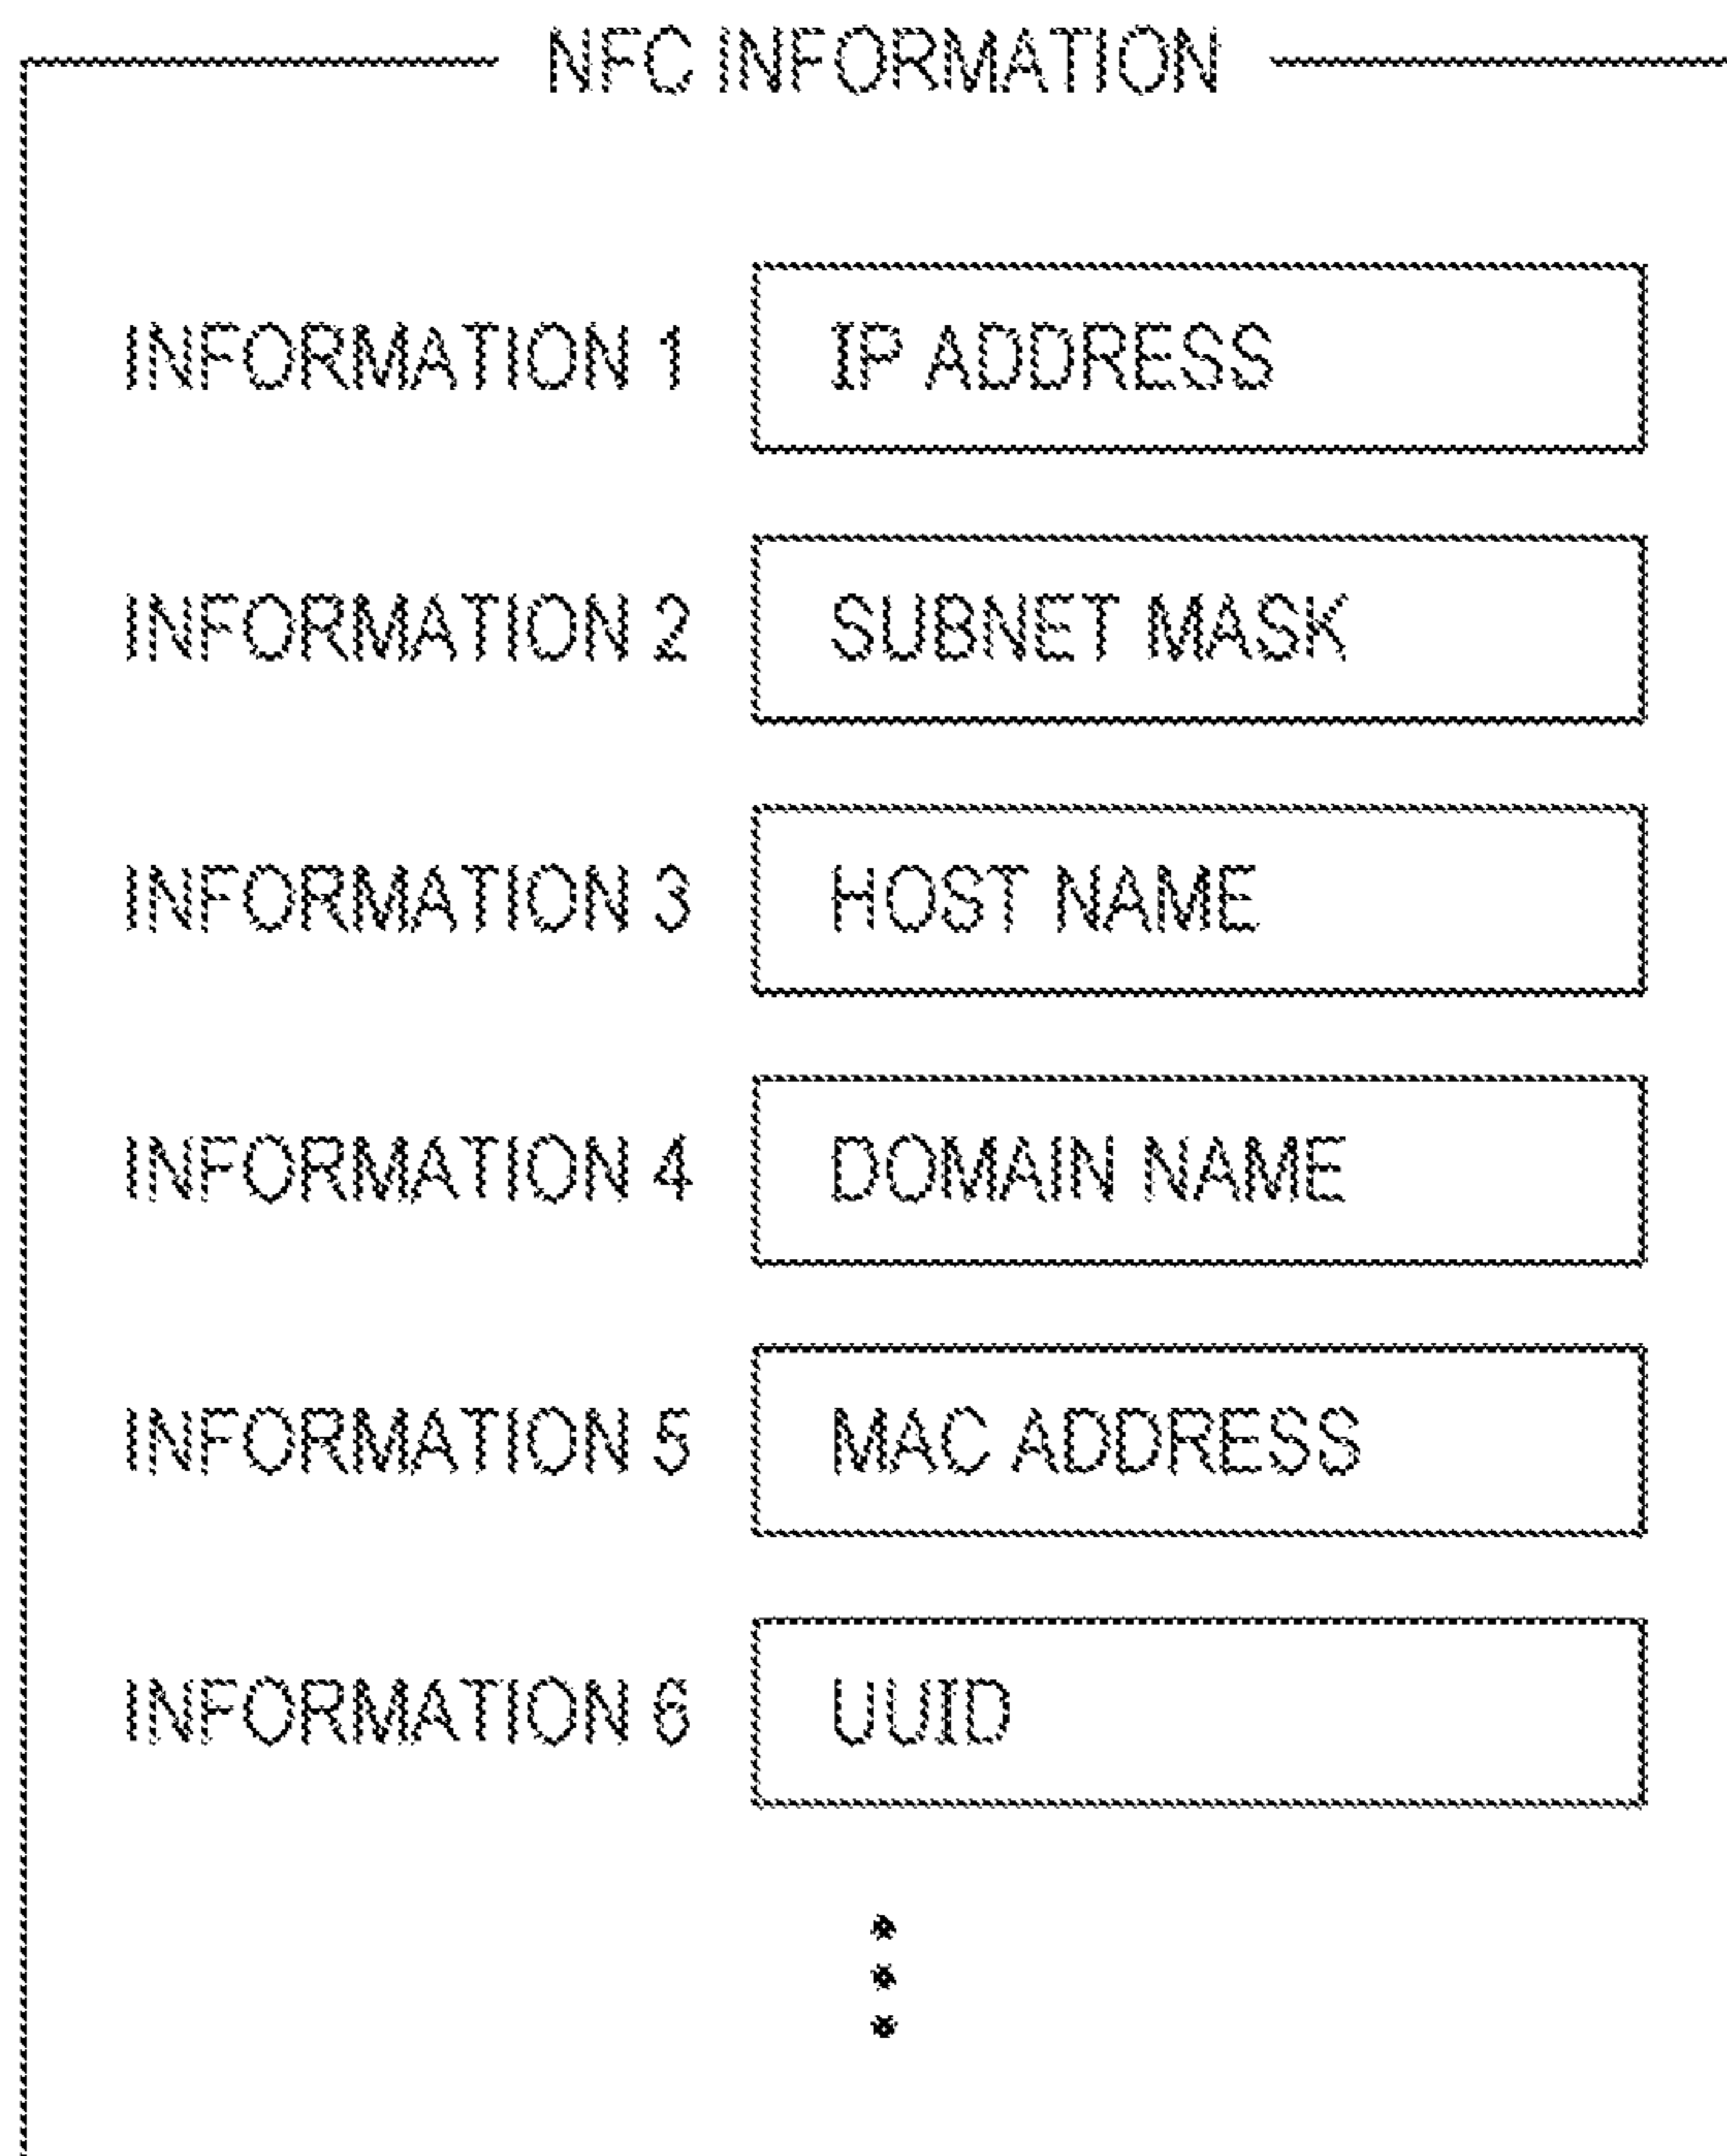 NFC INFORMATION
INFORMATION 1 IP ADDRESS
INFORMATION 2 SUBNET MASK
INFORMATION 3 HOST NAME
INFORMATION 4 DOMAIN NAME
INFORMATION 5 MAC ADDRESS
INFORMATION 6 UUID